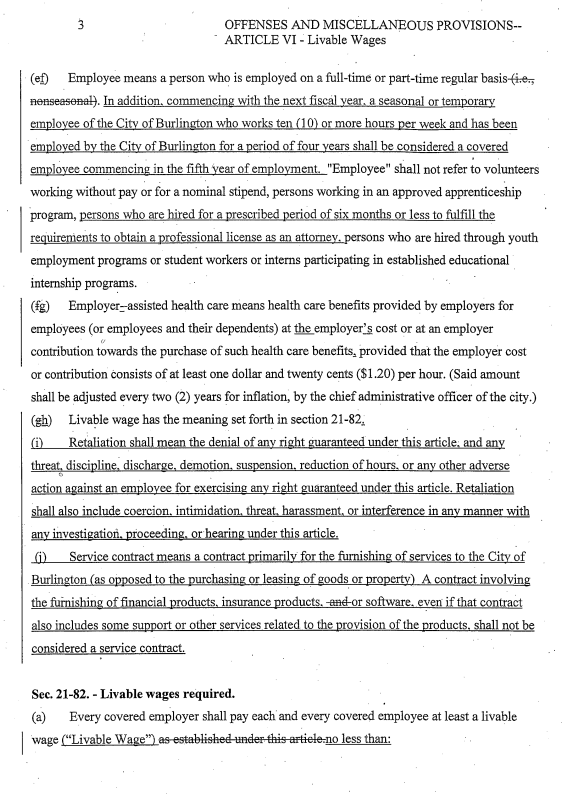 3 OFFENSES AND MISCELLANEOUS PROVISIONS--
ARTICLE VI - Livable Wages
(ef) Employee means a person who is employed on a full-time or part-time regular basis (i.e.,
nonseasonal). In addition, commencing with the next fiscal year, a seasonal or temporary
employee of the City of Burlington who works ten (10) or more hours per week and has been
employed by the City of Burlington for a period of four years shall be considered a covered
employee commencing in the fifth year of employment. "Employee" shall not refer to volunteers
working without pay or for a nominal stipend, persons working in an approved apprenticeship
program, persons who are hired for a prescribed period of six months or less to fulfill the
requirements to obtain a professional license as an attorney, persons who are hired through youth
employment programs or student workers or interns participating in established educational
internship programs.
(fg) Employer-assisted health care means health care benefits provided by employers for
employees (or employees and their dependents) at the employer's cost or at an employer
contribution towards the purchase of such health care benefits, provided that the employer cost
or contribution consists of at least one dollar and twenty cents ($1.20) per hour. (Said amount
shall be adjusted every two (2) years for inflation, by the chief administrative officer of the city.)
(gh) Livable wage has the meaning set forth in section 21-82.
(i) Retaliation shall mean the denial of any right guaranteed under this article, and any
threat, discipline, discharge, demotion, suspension, reduction of hours, or any other adverse
action against an employee for exercising any right guaranteed under this article. Retaliation
shall also include coercion, intimidation, threat, harassment, or interference in any manner with
any investigation, proceeding, or hearing under this article.
(j) Service contract means a contract primarily for the furnishing of services to the City of
Burlington (as opposed to the purchasing or leasing of goods or property) A contract involving
the furnishing of financial products, insurance products, and or software, even if that contract
also includes some support or other services related to the provision of the products, shall not be
considered a service contract.
Sec. 21-82. - Livable wages required.
(a) Every covered employer shall pay each and every covered employee at least a livable
wage ("Livable Wage") as established under this article.no less than: